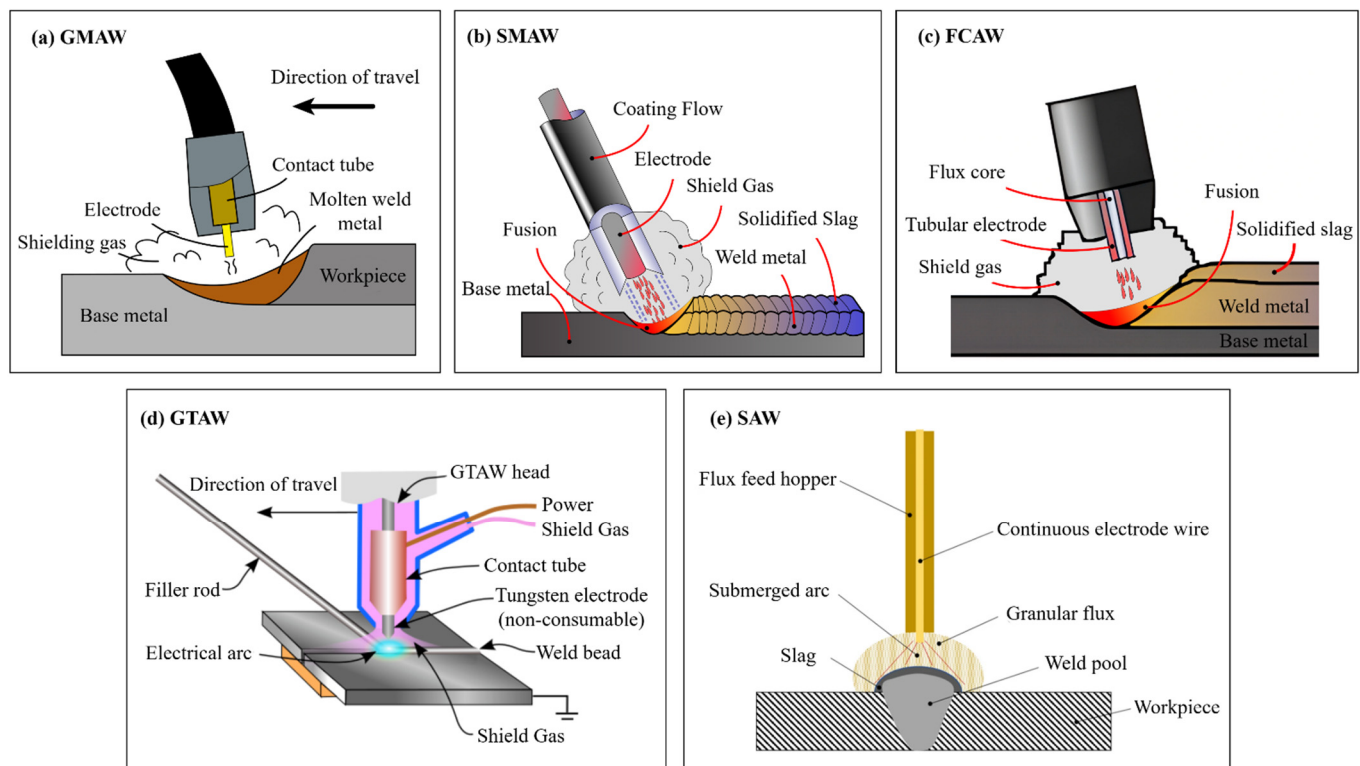 (a) GMAW
Direction of travel
Contact tube
Electrode
Molten weld
metal
Shielding gas
Workpiece
Base metal
(b) SMAW
Coating Flow
Electrode
Shield Gas
Fusion
Solidified Slag
Weld metal
Base metal
(c) FCAW
Flux core
Fusion
Tubular electrode
Solidified slag
Shield gas
Weld metal
Base metal
(d) GTAW
GTAW head
Direction of travel
Power
Shield Gas
Contact tube
Filler rod
Tungsten electrode
(non-consumable)
Electrical arc
Weld bead
Shield Gas
(e) SAW
Flux feed hopper
Continuous electrode wire
Submerged arc
Granular flux
Slag
Weld pool
Workpiece